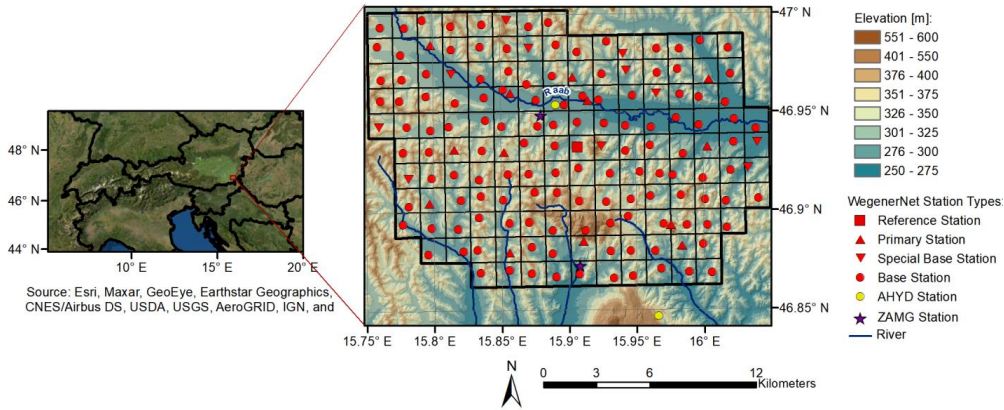 48° N
46° N
44° N
10° E
15° E
20° E
Source: Esri, Maxar, GeoEye, Earthstar Geographics,
CNES/Airbus DS, USDA, USGS, AeroGRID, IGN, and
47° N
46.95° N
46.9° N
46.85° N
Raab
15.75° E
15.8° E
15.85° E
15.9° E
15.95° E
16° E
N
0
3
6
9
12
Kilometers
Elevation [m]:
551 - 600
401 - 550
376 - 400
351 - 375
326 - 350
301 - 325
276 - 300
250 - 275
WegenerNet Station Types:
Reference Station
Primary Station
Special Base Station
Base Station
AHYD Station
ZAMG Station
River